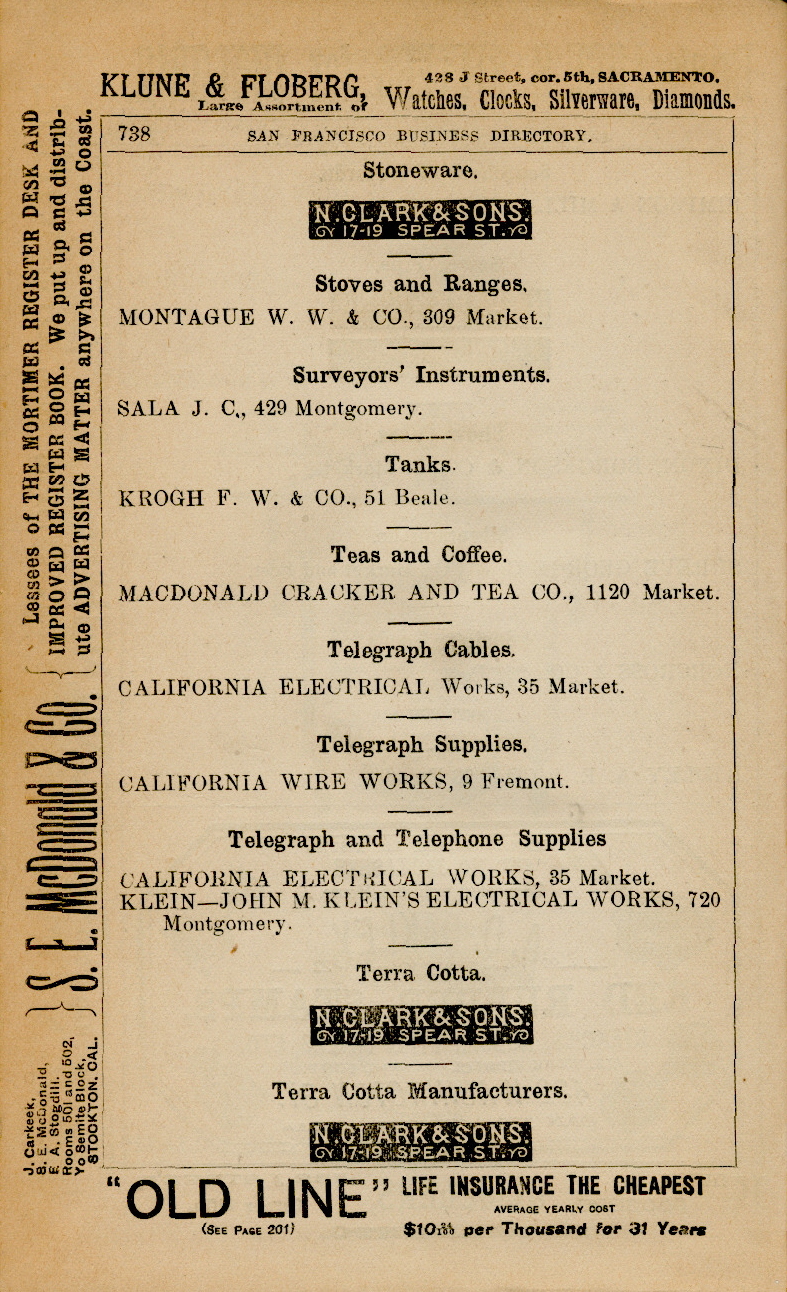 KLUNE & FLOBERG, 428 J Street, cor. 5th, SACRAMENTO.
Large Assortment of Watches, Clocks, Silverware, Diamonds.
738 SAN FRANCISCO BUSINESS DIRECTORY.
Stoneware.
N. CLARK & SONS.
17-19 SPEAR ST.
Stoves and Ranges.
MONTAGUE W. W. & CO., 309 Market.
Surveyors' Instruments.
SALA J. C., 429 Montgomery.
Tanks.
KROGH F. W. & CO., 51 Beale.
Teas and Coffee.
MACDONALD CRACKER AND TEA CO., 1120 Market.
Telegraph Cables.
CALIFORNIA ELECTRICAL Works, 35 Market.
Telegraph Supplies.
CALIFORNIA WIRE WORKS, 9 Fremont.
Telegraph and Telephone Supplies
CALIFORNIA ELECTRICAL WORKS, 35 Market.
KLEIN—JOHN M. KLEIN'S ELECTRICAL WORKS, 720
Montgomery.
Terra Cotta.
N. CLARK & SONS.
17-19 SPEAR ST.
Terra Cotta Manufacturers.
N. CLARK & SONS.
17-19 SPEAR ST.
"OLD LINE" LIFE INSURANCE THE CHEAPEST
AVERAGE YEARLY COST
(SEE PAGE 201) per Thousand for 31 Years
J. Carkeek,
S. E. McDonald,
E. A. Stogdill.
Rooms 501 and 502,
Yo Semite Block,
STOCKTON. CAL.
S. E. McDonald & Co.
Lessees of THE MORTIMER REGISTER DESK AND
IMPROVED REGISTER BOOK. We put up and distrib-
ute ADVERTISING MATTER anywhere on the Coast.